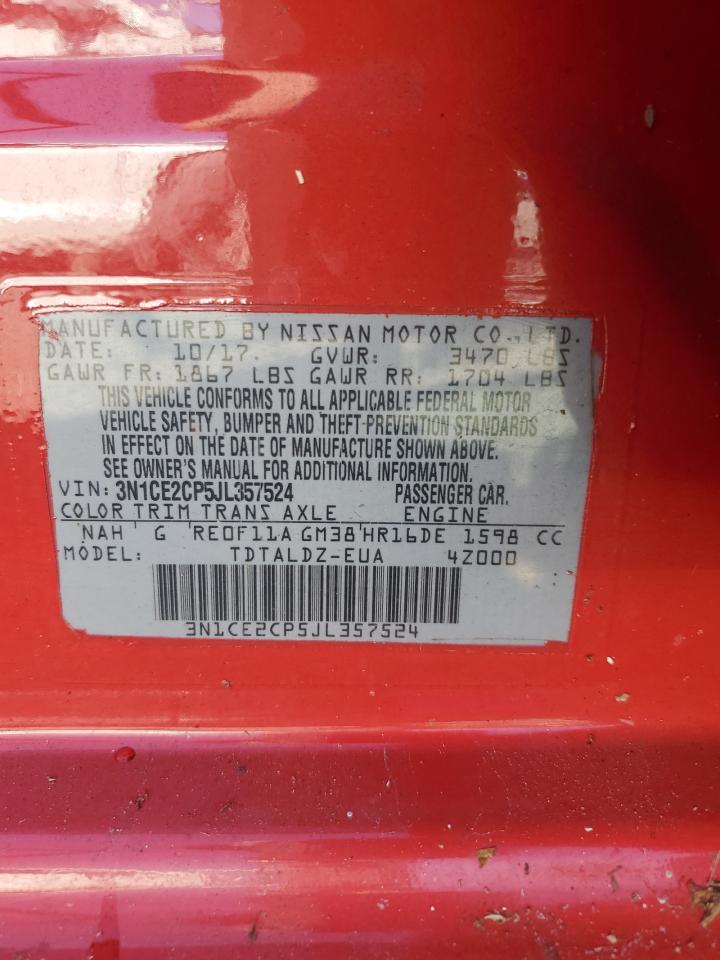 MANUFACTURED BY NISSAN MOTOR CO., LTD.
DATE: 10/17. GVWR: 3470 LBS
GAWR FR: 1867 LBS GAWR RR: 1704 LBS
THIS VEHICLE CONFORMS TO ALL APPLICABLE FEDERAL MOTOR
VEHICLE SAFETY, BUMPER AND THEFT-PREVENTION STANDARDS
IN EFFECT ON THE DATE OF MANUFACTURE SHOWN ABOVE.
SEE OWNER'S MANUAL FOR ADDITIONAL INFORMATION.
VIN: 3N1CE2CP5JL357524 PASSENGER CAR.
COLOR TRIM TRANS AXLE ENGINE
NAH G RE0F11A GM38 HR16DE 1598 CC
MODEL: TDTALDZ-EUA 4Z000
3N1CE2CP5JL357524